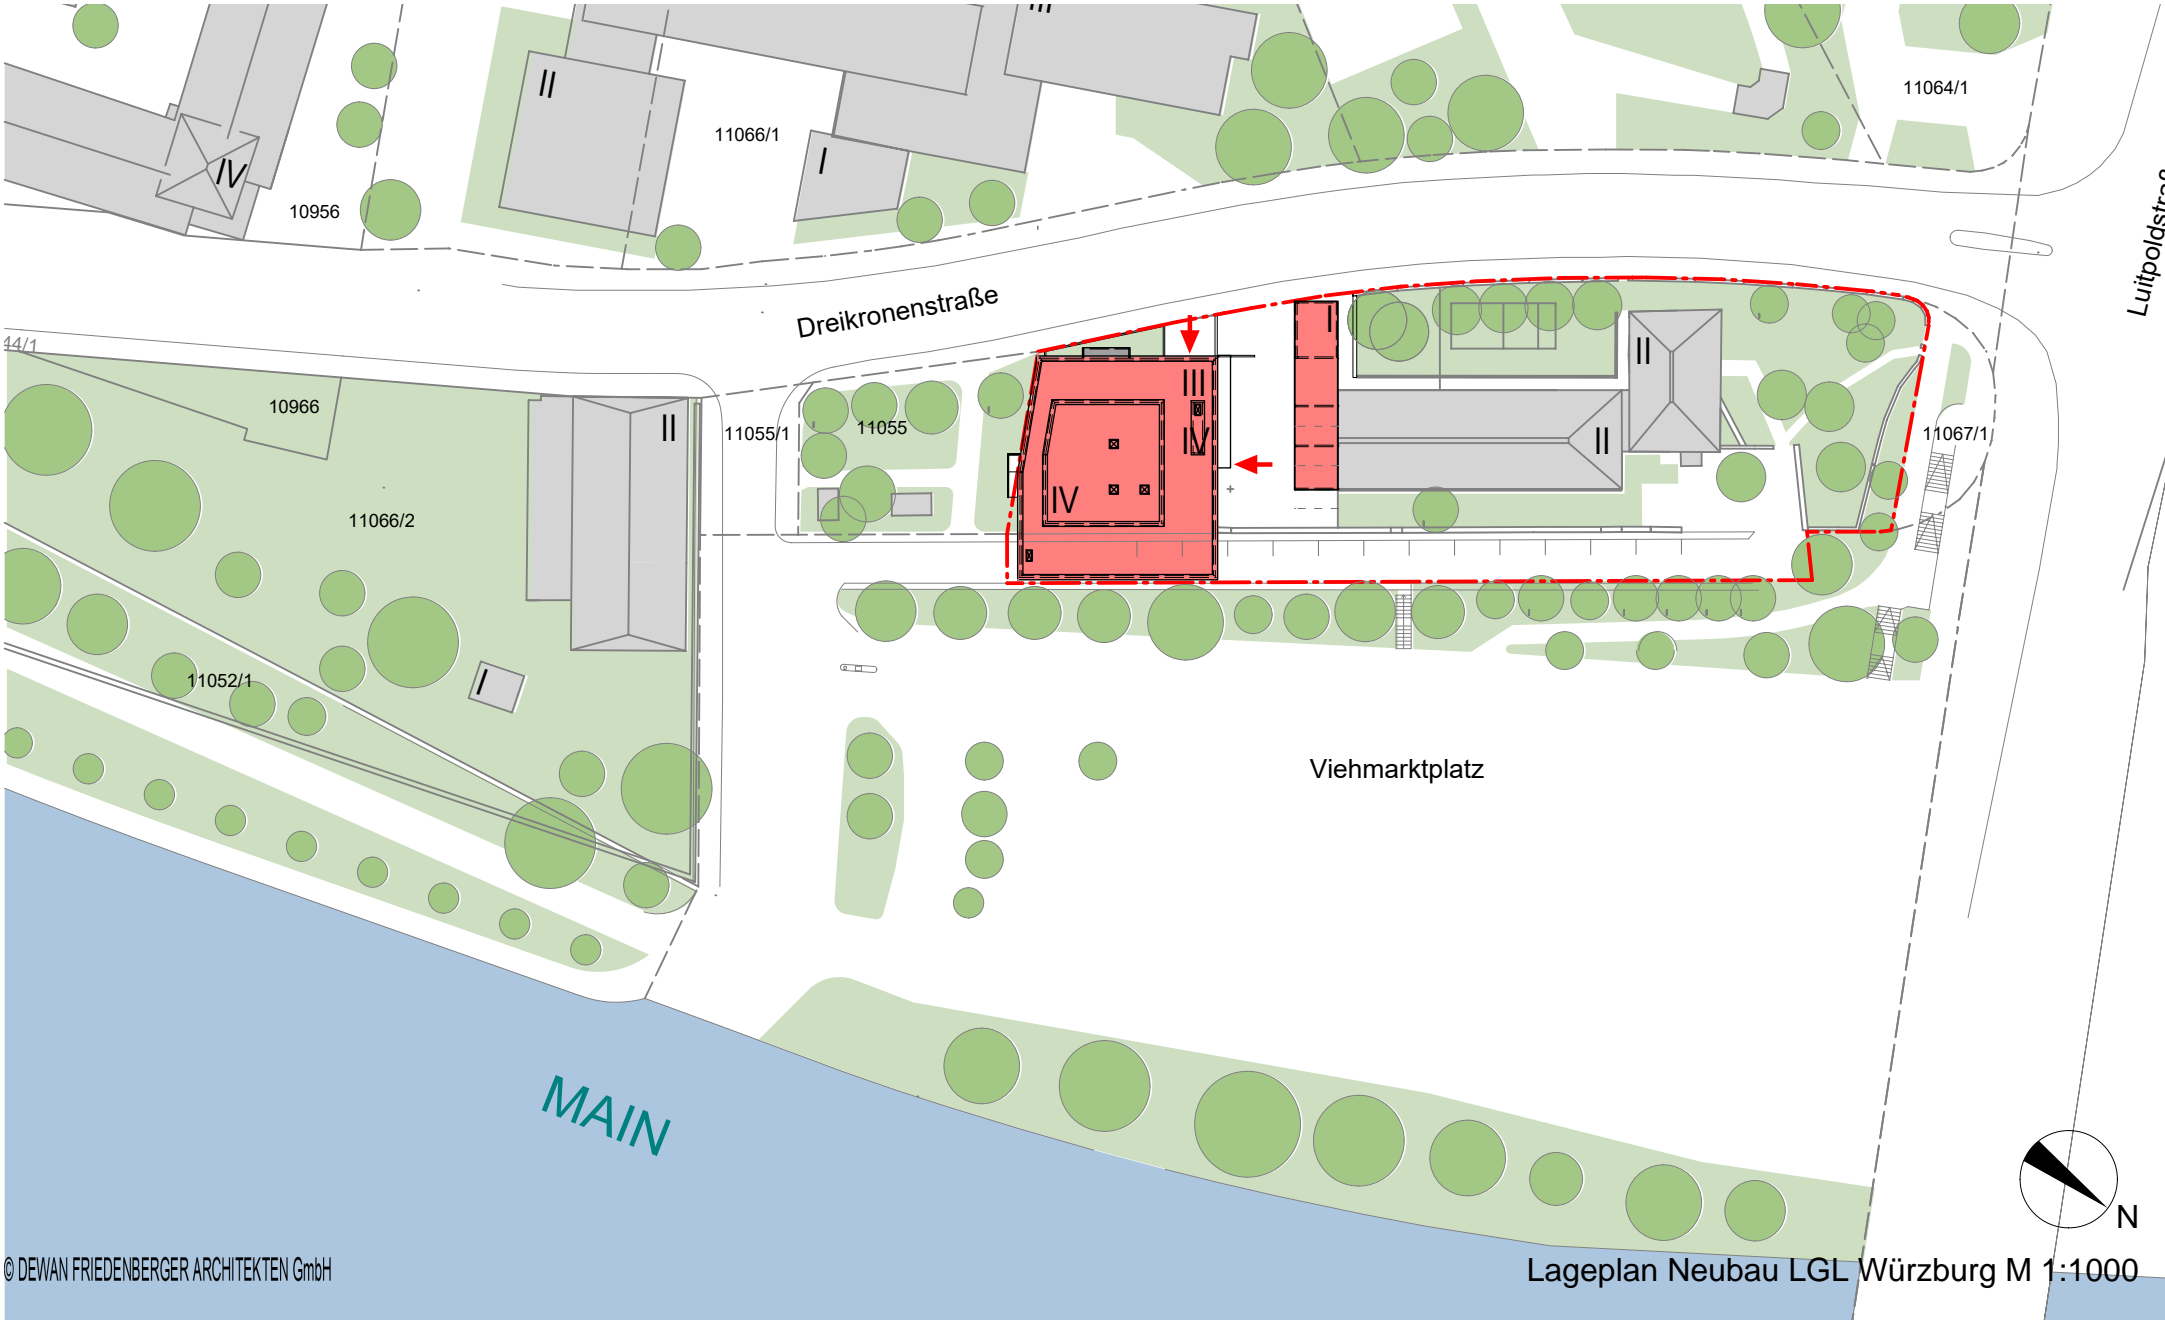 III
II
11064/1
11066/1
I
IV
10956
Dreikronenstraße
I
44/1
II
III
10966
II
11055/1
11055
IV
II
11067/1
IV
11066/2
11052/1
I
Viehmarktplatz
MAIN
N
© DEWAN FRIEDENBERGER ARCHITEKTEN GmbH
Lageplan Neubau LGL Würzburg M 1:1000